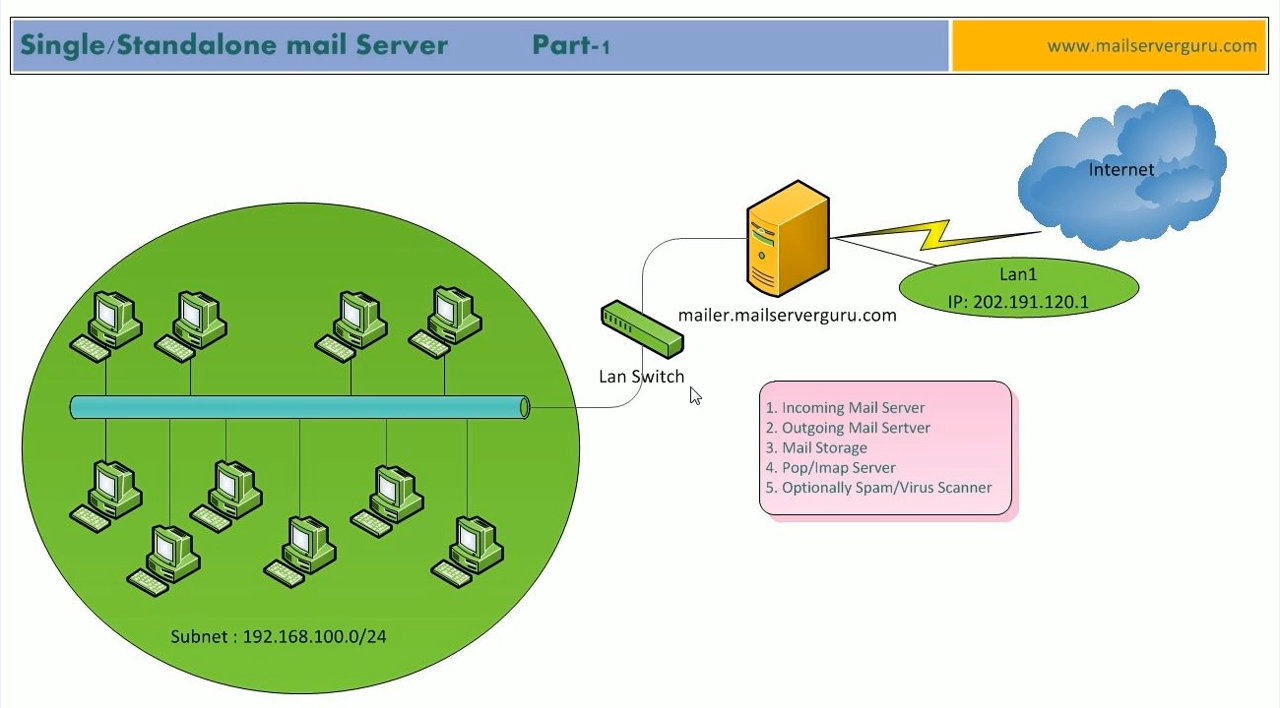 Single/Standalone mail Server Part-1
www.mailserverguru.com
Internet
Lan1
IP: 202.191.120.1
mailer.mailserverguru.com
Lan Switch
1. Incoming Mail Server
2. Outgoing Mail Sertver
3. Mail Storage
4. Pop/Imap Server
5. Optionally Spam/Virus Scanner
Subnet : 192.168.100.0/24